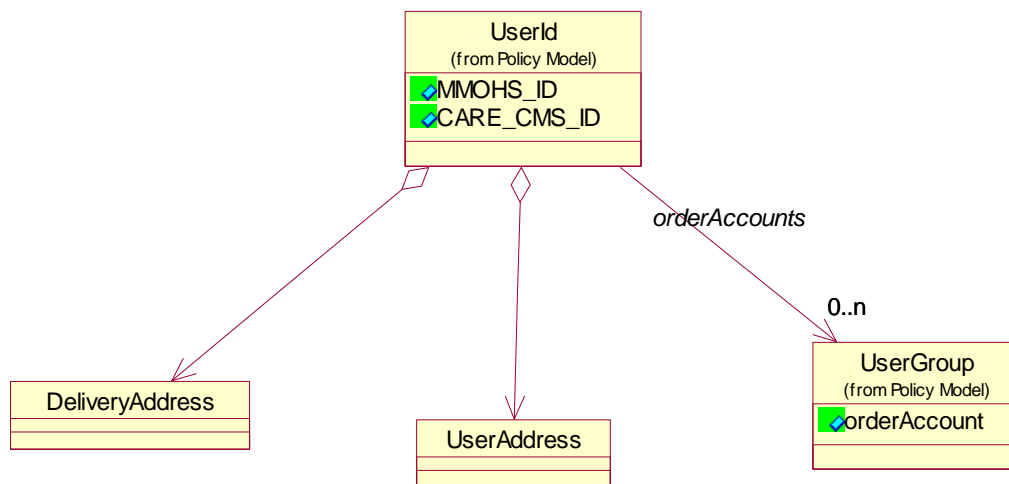 UserId
(from Policy Model)
MMOHS_ID
CARE_CMS_ID
orderAccounts
0..n
DeliveryAddress
UserAddress
UserGroup
(from Policy Model)
orderAccount